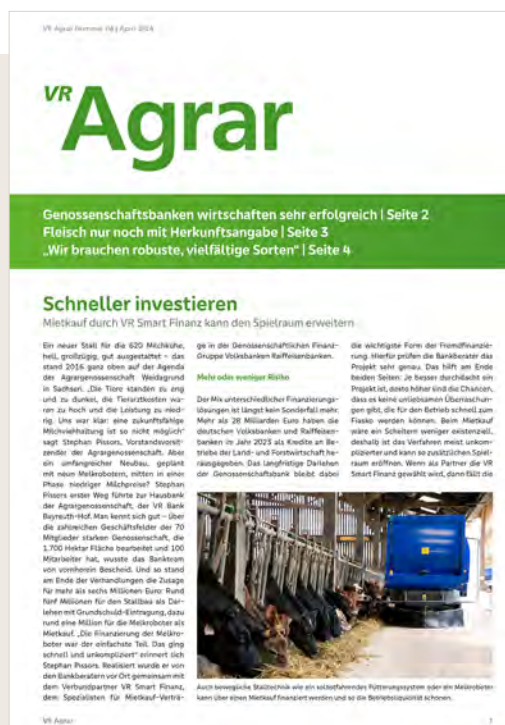 VR Agrar
Genossenschaftsbanken wirtschaften sehr erfolgreich | Seite 2
Fleisch nur noch mit Herkunftsangabe | Seite 3
„Wir brauchen robuste, vielfältige Sorten“ | Seite 4
Schneller investieren
Mietkauf durch VR Smart Finanz kann den Spielraum erweitern
Ein neuer Stall für die 620 Milchkühe,
hell, großzügig, gut ausgestattet – das
stand 2016 ganz oben auf der Agenda
der Agrargenossenschaft Weidagrund
in Sachsen. „Die Tiere standen zu eng
und zu dunkel, die Tierarztkosten wa-
ren zu hoch und die Leistung zu nied-
rig. Uns war klar: eine zukunftsfähige
Milchviehhaltung ist so nicht möglich“
sagt Stephan Pissors, Vorstandsvorsit-
zender der Agrargenossenschaft. Aber
ein umfangreicher Neubau, geplant
mit neuen Melkrobotern, mitten in einer
Phase niedriger Milchpreise? Stephan
Pissors erster Weg führte zur Hausbank
der Agrargenossenschaft, der VR Bank
Bayreuth-Hof. Man kennt sich gut – über
die zahlreichen Geschäftsfelder der 70
Mitglieder starken Genossenschaft, die
1.700 Hektar Fläche bearbeitet und 100
Mitarbeiter hat, wusste das Bankteam
von vornherein Bescheid. Und so stand
am Ende der Verhandlungen die Zusage
für mehr als sechs Millionen Euro: Rund
fünf Millionen für den Stallbau als Dar-
lehen mit Grundschuld-Eintragung, dazu
rund eine Million für die Melkroboter als
Mietkauf. „Die Finanzierung der Melkro-
boter war der einfachste Teil. Das ging
schnell und unkompliziert“ erinnert sich
Stephan Pissors. Realisiert wurde er von
den Bankberatern vor Ort gemeinsam mit
dem Verbundpartner VR Smart Finanz,
dem Spezialisten für Mietkauf-Verträ-
ge in der Genossenschaftlichen Finanz-
Gruppe Volksbanken Raiffeisenbanken.
Mehr oder weniger Risiko
Der Mix unterschiedlicher Finanzierungs-
lösungen ist längst kein Sonderfall mehr.
Mehr als 28 Milliarden Euro haben die
deutschen Volksbanken und Raiffeisen-
banken im Jahr 2023 als Kredite an Be-
triebe der Land- und Forstwirtschaft he-
rausgegeben. Das langfristige Darlehen
der Genossenschaftsbank bleibt dabei
die wichtigste Form der Fremdfinanzie-
rung. Hierfür prüfen die Bankberater das
Projekt sehr genau. Das hilft am Ende
beiden Seiten: Je besser durchdacht ein
Projekt ist, desto höher sind die Chancen,
dass es keine unliebsamen Überraschun-
gen gibt, die für den Betrieb schnell zum
Fiasko werden können. Beim Mietkauf
wäre ein Scheitern weniger existenziell,
deshalb ist das Verfahren meist unkom-
plizierter und kann so zusätzlichen Spiel-
raum eröffnen. Wenn als Partner die VR
Smart Finanz gewählt wird, dann fällt die
Auch bewegliche Stalltechnik wie ein selbstfahrendes Fütterungssystem oder ein Melkroboter
kann über einen Mietkauf finanziert werden und so die Betriebsliquidität schonen.
VR Agrar
1